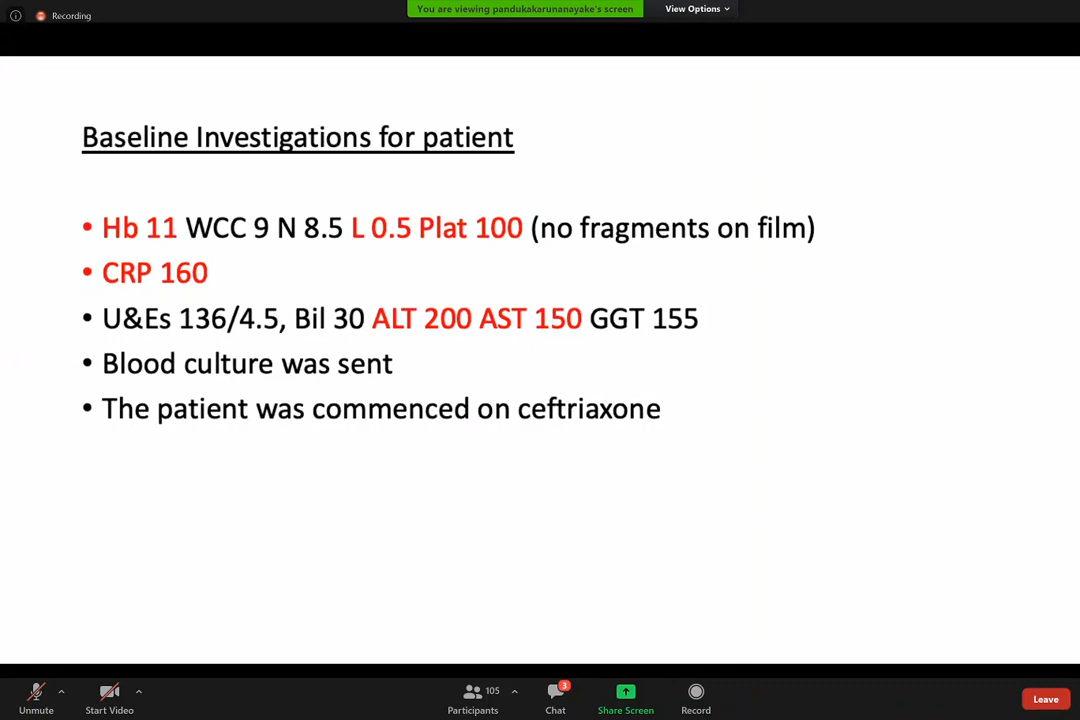 Recording
You are viewing pandukakarunanayake's screen
View Options
Baseline Investigations for patient
• Hb 11 WCC 9 N 8.5 L 0.5 Plat 100 (no fragments on film)
• CRP 160
• U&Es 136/4.5, Bil 30 ALT 200 AST 150 GGT 155
• Blood culture was sent
• The patient was commenced on ceftriaxone
Unmute
Start Video
105
Participants
3
Chat
Share Screen
Record
Leave